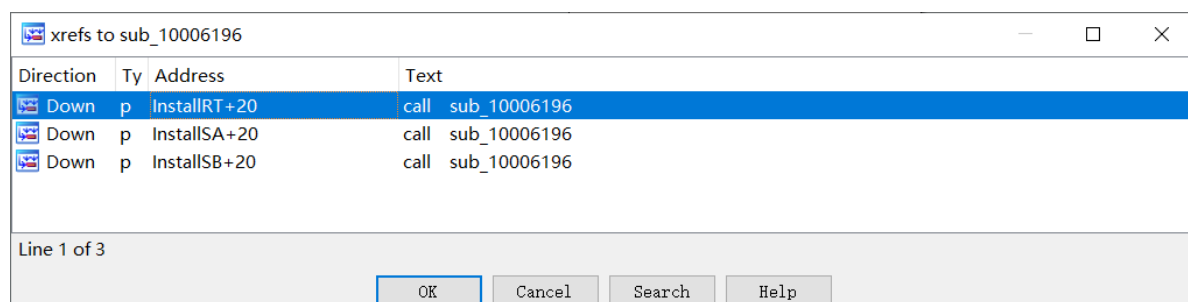 xrefs to sub_10006196
Direction Ty Address Text
Down p InstallRT+20 call sub_10006196
Down p InstallSA+20 call sub_10006196
Down p InstallSB+20 call sub_10006196
Line 1 of 3
OK Cancel Search Help